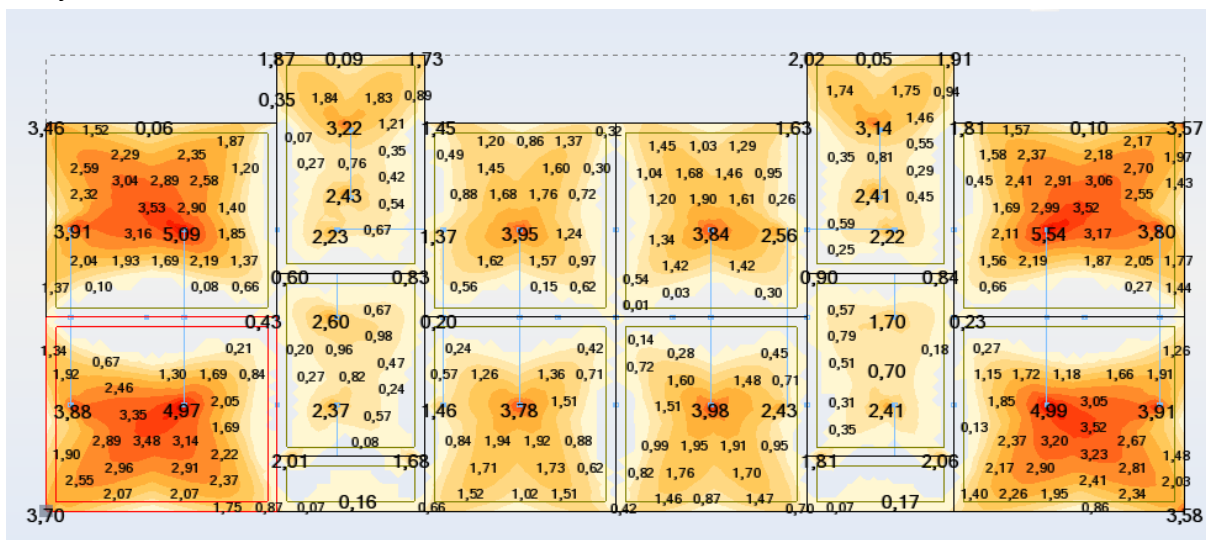 1,87 0,09 1,73 2,02 0,05 1,91
1,74 1,75 0,94
0,35 1,84 1,83 0,89
3,46 1,52 0,06 3,22 1,21 1,45 0,32 1,63 3,14 1,46 1,81 1,57 0,10 3,57
1,87 0,07 1,20 0,86 1,37 1,45 1,03 1,29 0,55 2,17
2,29 2,35 0,35 0,49 0,35 0,81 1,58 2,37 2,18 1,97
2,59 1,20 0,27 0,76 1,45 1,60 0,30 1,04 1,68 1,46 0,95 0,29 2,70
3,04 2,89 2,58 0,42 0,45 2,41 2,91 3,06 1,43
2,32 2,43 0,54 0,88 1,68 1,76 0,72 1,20 1,90 1,61 0,26 2,41 0,45 2,55
3,53 2,90 1,40 1,69 2,99 3,52
3,91 3,16 5,09 1,85 2,23 0,67 1,37 3,95 1,24 1,34 3,84 2,56 0,59 2,22 2,11 5,54 3,17 3,80
0,25
2,04 1,93 1,69 2,19 1,37 1,62 1,57 0,97 1,42 1,42 1,56 2,19 1,87 2,05 1,77
0,60 0,83 0,54 0,90 0,84
1,37 0,10 0,08 0,66 0,56 0,15 0,62 0,03 0,30 0,66 0,27 1,44
0,01
0,43 2,60 0,67 0,20 0,57 1,70 0,23
0,98 0,14 0,79
1,34 0,21 0,20 0,96 0,24 0,42 0,28 0,45 0,18 0,27 1,26
0,67 0,47 0,72 0,51
1,92 1,30 1,69 0,84 0,27 0,82 0,57 1,26 1,36 0,71 1,60 1,48 0,71 0,70 1,15 1,72 1,18 1,66 1,91
2,46 0,24
2,05 1,51 1,51 0,31 1,85 3,05
3,88 3,35 4,97 2,37 0,57 1,46 3,78 3,98 2,43 2,41 4,99 3,91
1,69 0,35 0,13 3,52
2,89 3,48 3,14 0,08 0,84 1,94 1,92 0,88 0,99 1,95 1,91 0,95 2,37 3,20 2,67
1,90 2,22 2,01 1,68 1,81 2,06 3,23 1,48
2,96 2,91 1,71 1,73 0,62 0,82 1,76 1,70 2,17 2,90 2,81
2,55 2,37 2,41 2,03
2,07 2,07 1,52 1,02 1,51 1,46 0,87 1,47 1,40 2,26 1,95 2,34
3,70 1,75 0,07 0,16 0,66 0,42 0,70 0,07 0,17 0,86 3,58